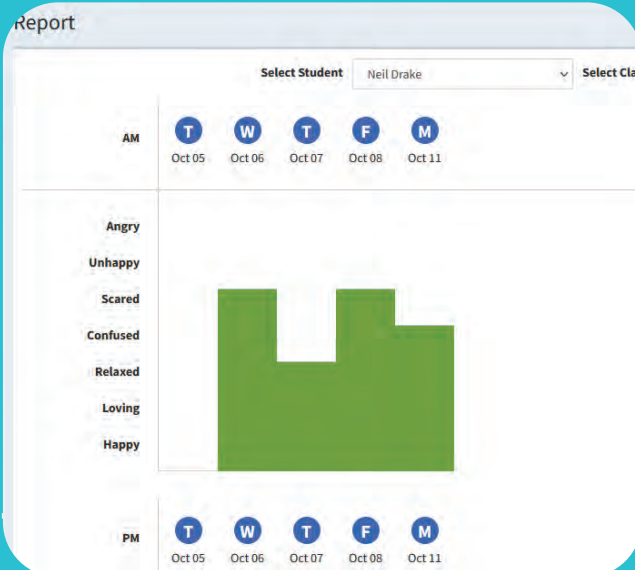 Report
Select Student Neil Drake Select Cla
AM T W T F M
Oct 05 Oct 06 Oct 07 Oct 08 Oct 11
Angry
Unhappy
Scared
Confused
Relaxed
Loving
Happy
PM T W T F M
Oct 05 Oct 06 Oct 07 Oct 08 Oct 11